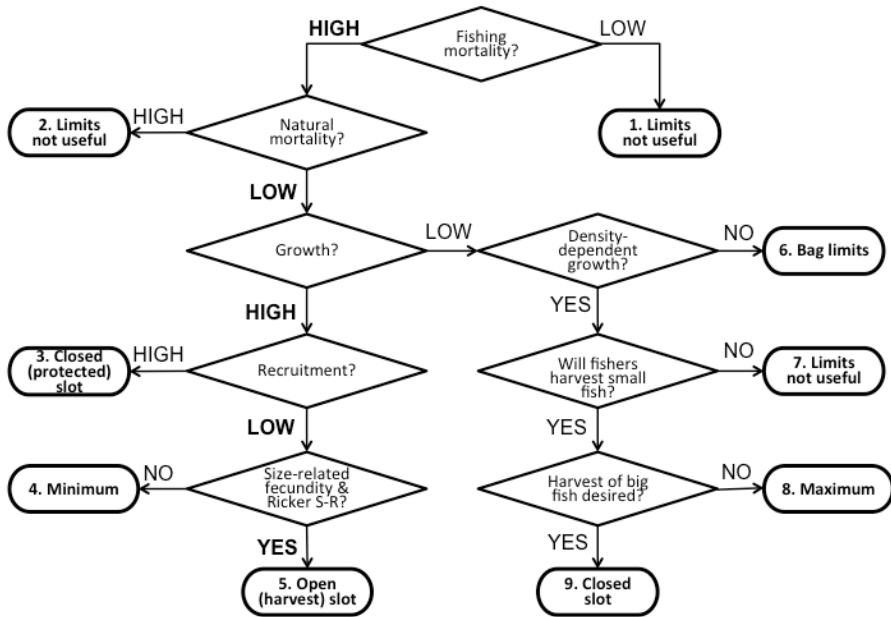 HIGH
Fishing
mortality?
LOW
2. Limits
not useful
HIGH
Natural
mortality?
1. Limits
not useful
LOW
Growth?
LOW
Density-
dependent
growth?
NO
6. Bag limits
HIGH
YES
3. Closed
(protected)
slot
HIGH
Recruitment?
Will fishers
harvest small
fish?
NO
7. Limits
not useful
LOW
YES
4. Minimum
NO
Size-related
fecundity &
Ricker S-R?
Harvest of big
fish desired?
NO
8. Maximum
YES
YES
5. Open
(harvest) slot
9. Closed
slot